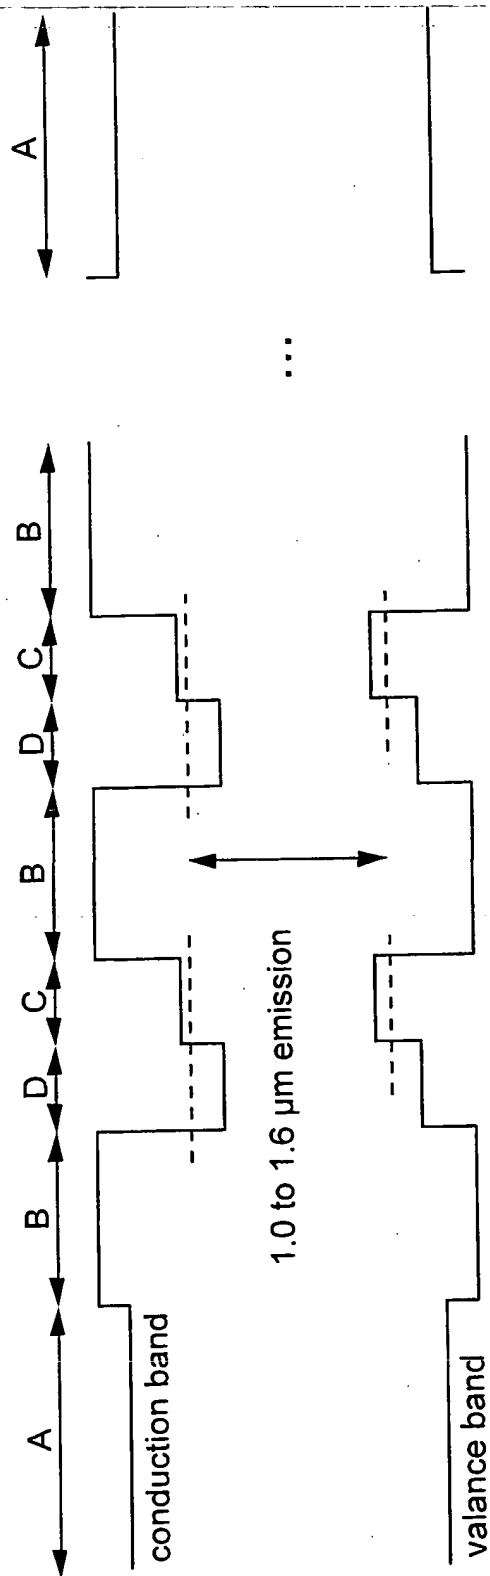 A B D C B D C B A
conduction band
1.0 to 1.6 µm emission
...
valance band